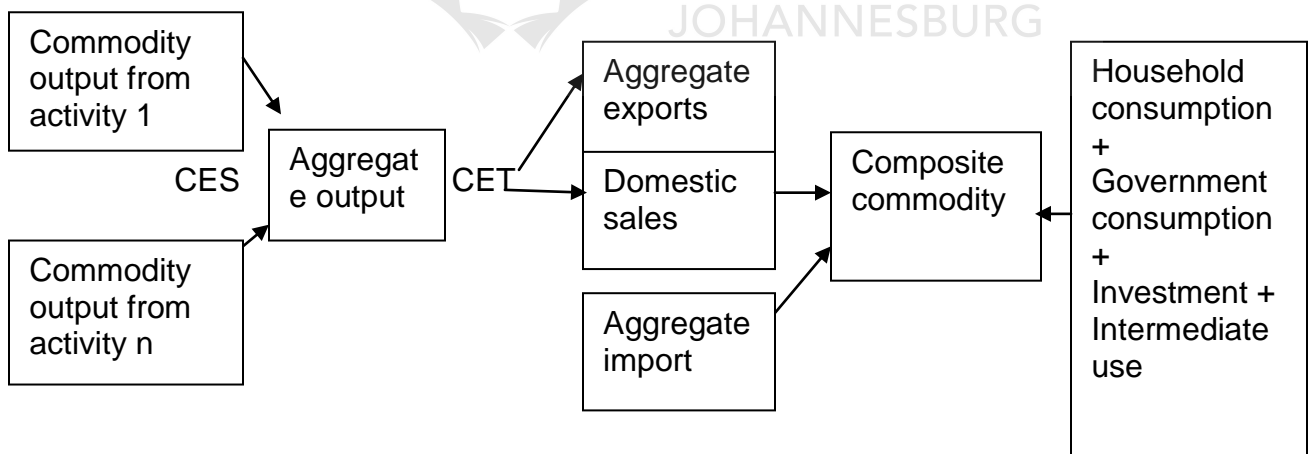 JOHANNESBURG
Commodity
output from
activity 1
CES
Commodity
output from
activity n
Aggregat
e output
CET
Aggregate
exports
Domestic
sales
Aggregate
import
Composite
commodity
Household
consumption
+
Government
consumption
+
Investment +
Intermediate
use